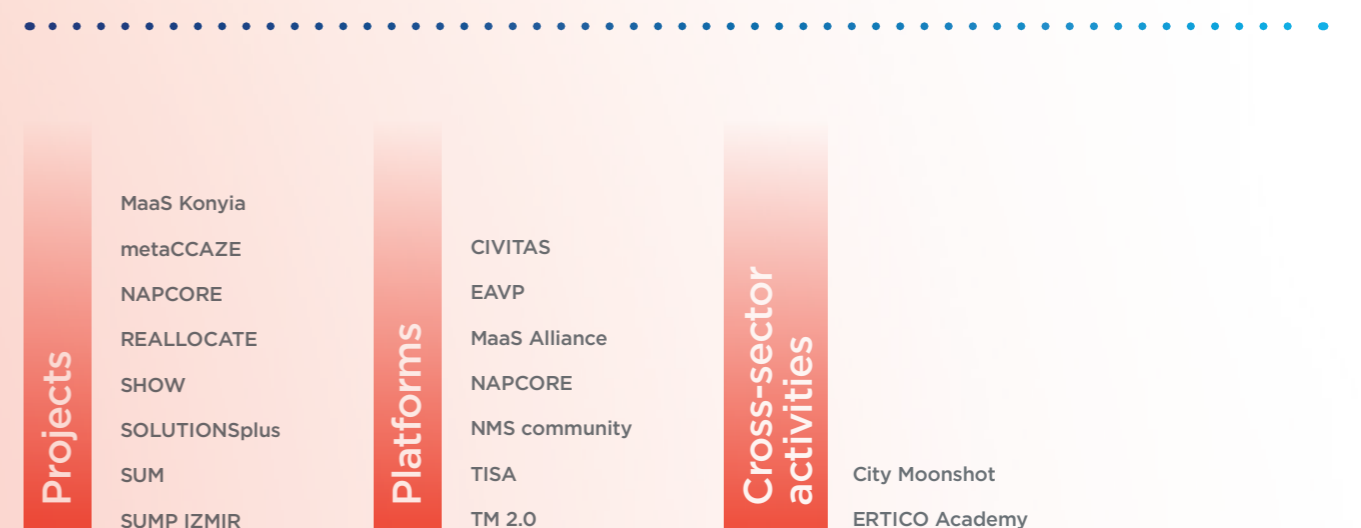 Projects
MaaS Konyia
metaCCAZE
NAPCORE
REALLOCATE
SHOW
SOLUTIONSplus
SUM
SUMP IZMIR
Platforms
CIVITAS
EAVP
MaaS Alliance
NAPCORE
NMS community
TISA
TM 2.0
Cross-sector
activities
City Moonshot
ERTICO Academy